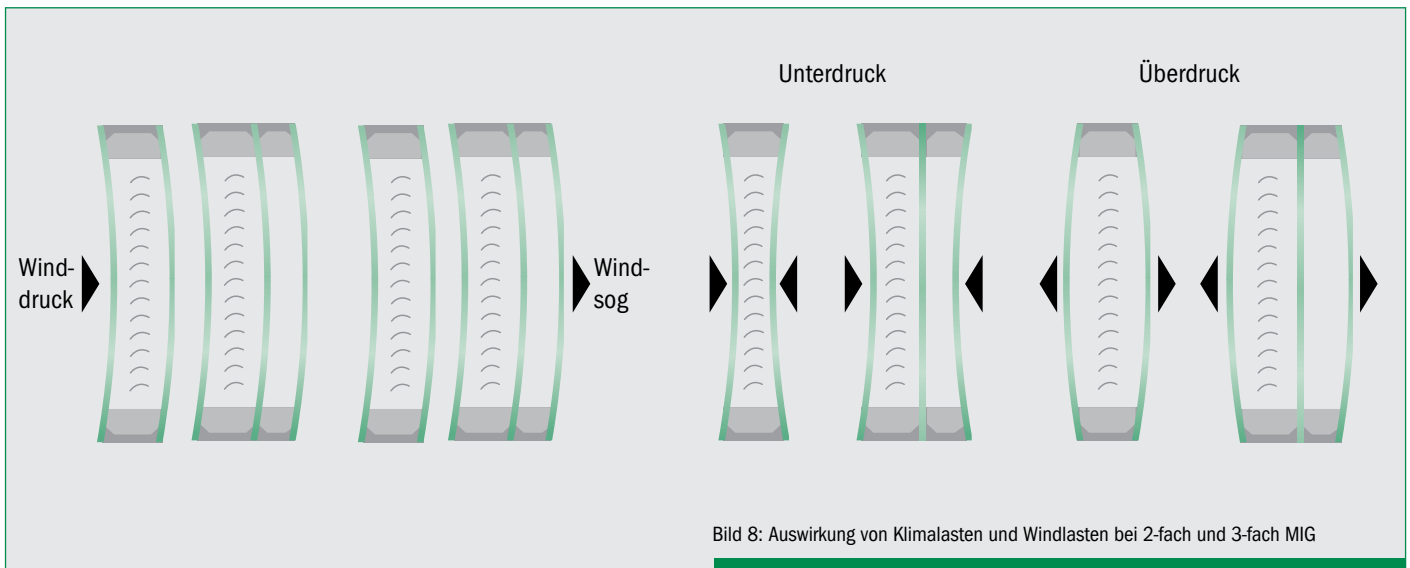 Unterdruck
Überdruck
Wind-
druck
Wind-
sog
Bild 8: Auswirkung von Klimalasten und Windlasten bei 2-fach und 3-fach MIG